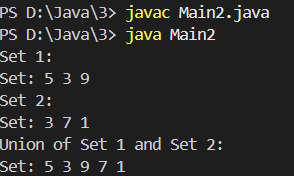 PS D:\Java\3> javac Main2.java
PS D:\Java\3> java Main2
Set 1:
Set: 5 3 9
Set 2:
Set: 3 7 1
Union of Set 1 and Set 2:
Set: 5 3 9 7 1